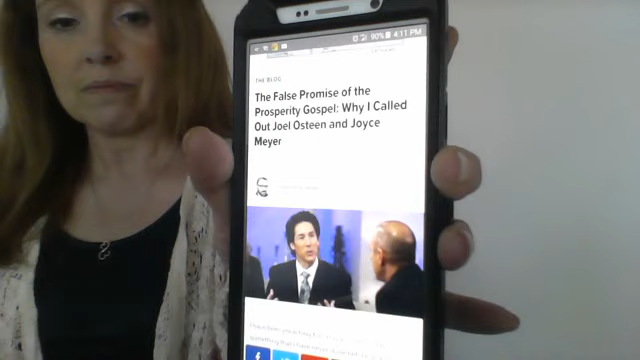 90% 4:11 PM
THE BLOG
The False Promise of the
Prosperity Gospel: Why I Called
Out Joel Osteen and Joyce
Meyer
f